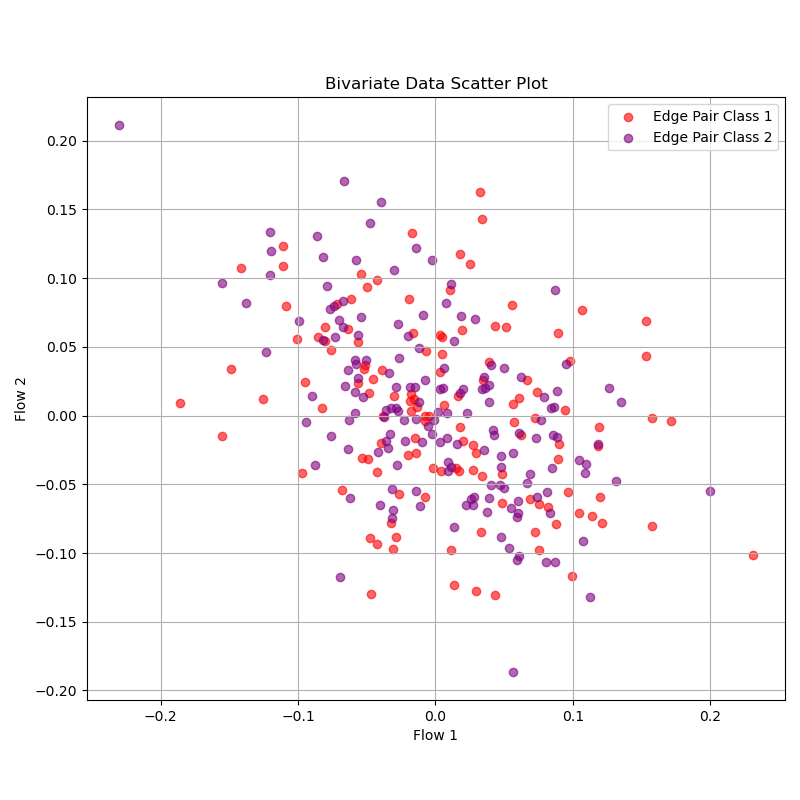 Bivariate Data Scatter Plot
Edge Pair Class 1
Edge Pair Class 2
0.20
0.15
0.10
0.05
0.00
−0.05
−0.10
−0.15
−0.20
Flow 2
−0.2
−0.1
0.0
0.1
0.2
Flow 1